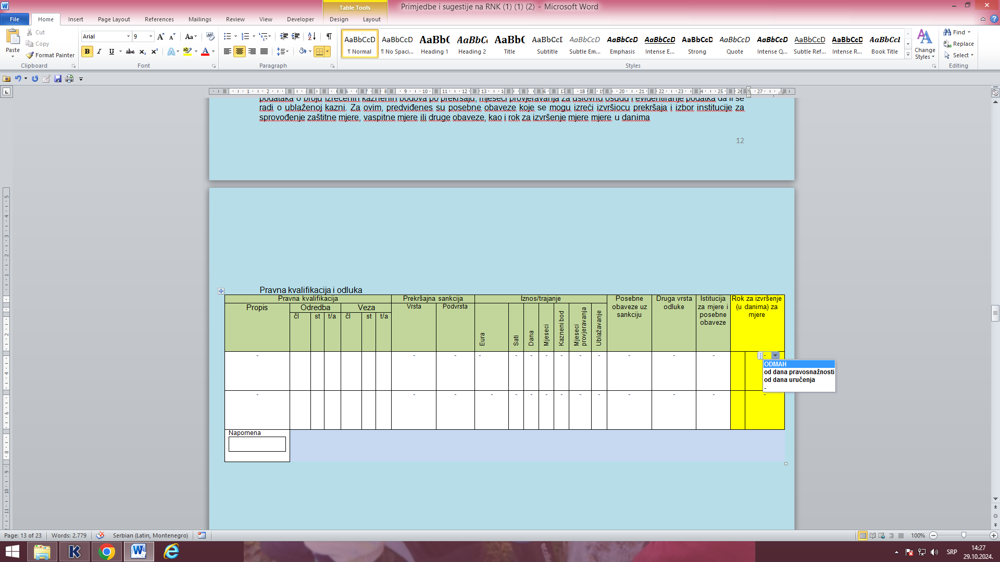 Table Tools
Primjedbe i sugestije na RNK (1) (1) (2) - Microsoft Word
File Home Insert Page Layout References Mailings Review View Developer Design Layout
Paste
Cut
Copy
Format Painter
Clipboard
Arial 9
Font
Paragraph
AaBbCcD AaBbCcD AaBbC AaBbC AaBbC AaBbCcI AaBbCcD AaBbCcD AaBbCcD AaBbCcD AaBbCcD AaBbCcD AaBbCcD AaBbCcD AaBbCcI
¶ Normal ¶ No Spaci... Heading 1 Heading 2 Title Subtitle Subtle Em... Emphasis Intense E... Strong Quote Intense Q... Subtle Ref... Intense R... Book Title
Styles
Change Styles
Find
Replace
Select
Editing
podataka o broju izrečenih kaznenih bodova po prekršaju, mjeseci provjeravanja za uslovnu osudu i evidentiranje podatka da li se
radi o ublaženoj kazni. Za ovim, predviđenes su posebne obaveze koje se mogu izreći izvršiocu prekršaja i izbor institucije za
sprovođenje zaštitne mjere, vaspitne mjere ili druge obaveze, kao i rok za izvršenje mjere mjere u danima
12
Pravna kvalifikacija i odluka
Pravna kvalifikacija
Prekršajna sankcija
Iznos/trajanje
Posebne obaveze uz sankciju
Druga vrsta odluke
Istitucija za mjere i posebne obaveze
Rok za izvršenje (u danima) za mjere
Propis
Odredba
Veza
Vrsta
Podvrsta
čl st t/a čl st t/a
Eura
Sati
Dana
Mjeseci
Kazneni bod
Mjeseci provjeravanja
Ublažavanje
- - - - - - - - - - - - - - -
ODMAH
od dana pravosnažnosti
od dana uručenja
-
- - - - - - - - - - - - - - -
Napomena
Page: 13 of 23 Words: 2.779 Serbian (Latin, Montenegro) 100%
SRP
14:27
29.10.2024.